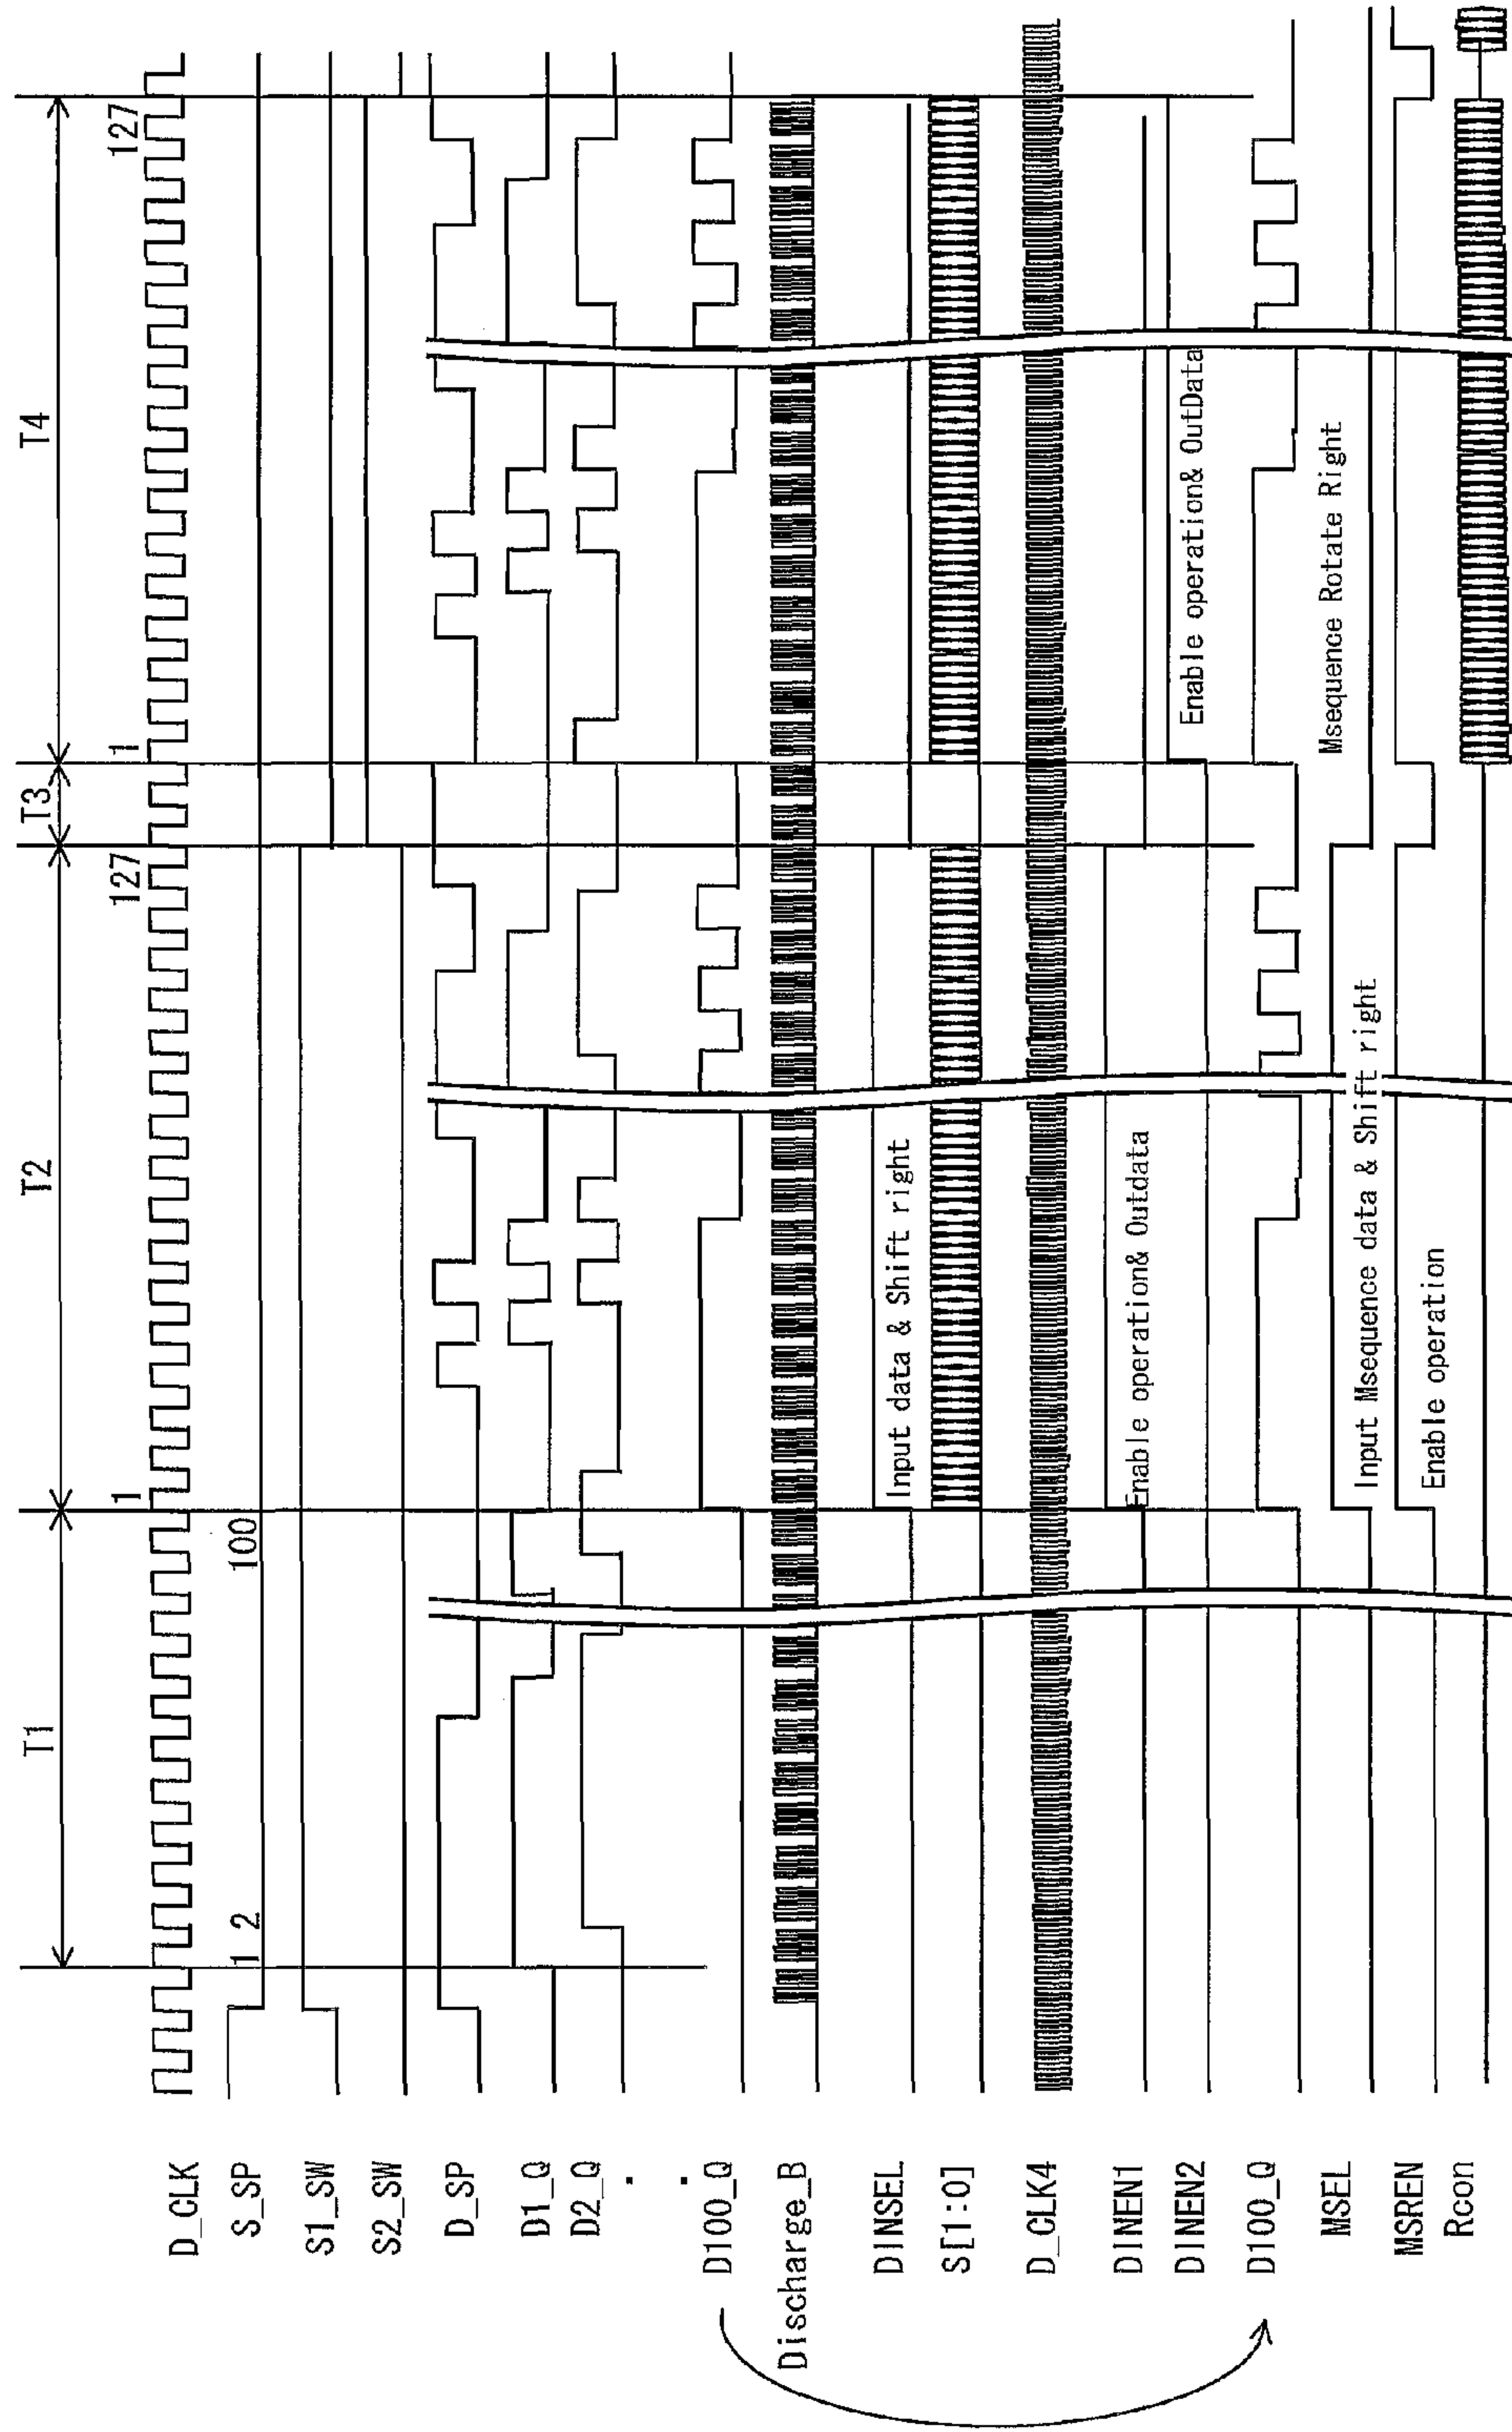 T1
T2
T3
T4
1
127
1
127
D_CLK
1 2
100
S_SP
S1_SW
S2_SW
D_SP
D1_Q
D2_Q
.
.
D100_Q
Discharge_B
DINSEL
Input data & Shift right
S[1:0]
D_CLK4
DINEN1
Enable operation& Outdata
DINEN2
Enable operation& OutData
D100_Q
MSEL
Input Msequence data & Shift right
Msequence Rotate Right
MSREN
Enable operation
Rcon